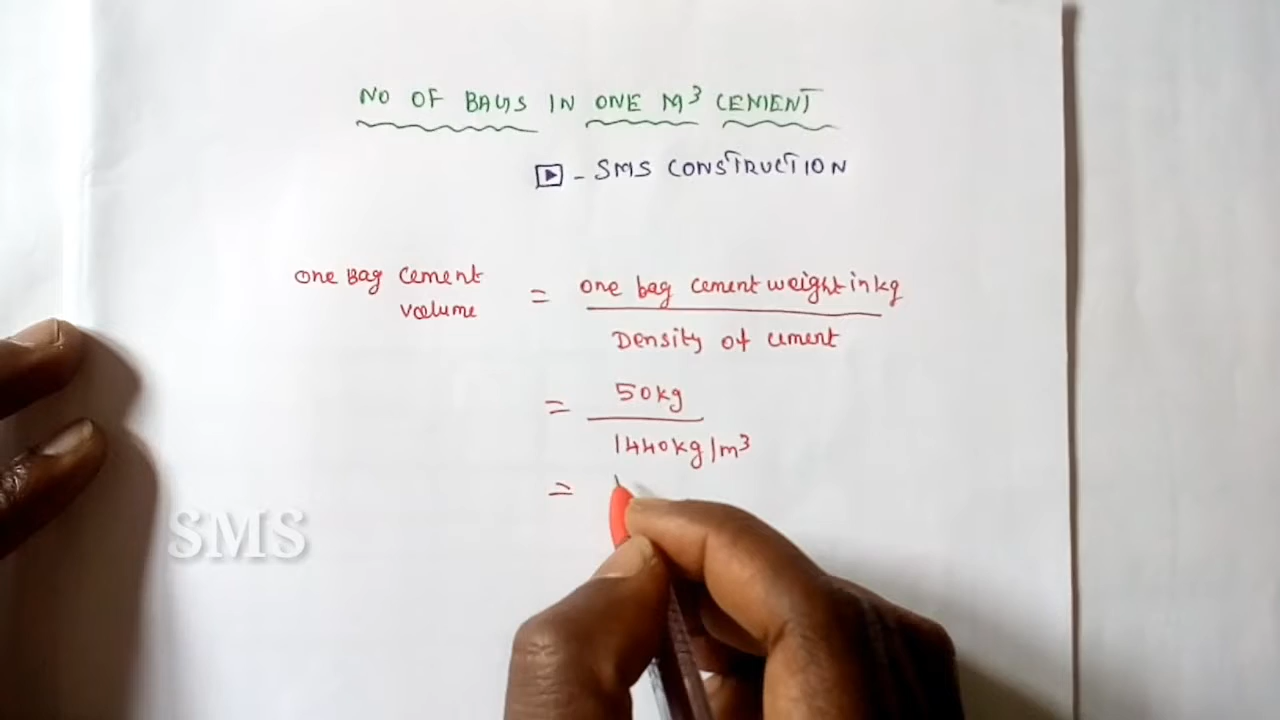 NO OF BAGS IN ONE M³ CEMENT
- SMS CONSTRUCTION
One Bag cement volume = one bag cement weight in kg
Density of cement
= 50kg
1440kg/m³
=
SMS